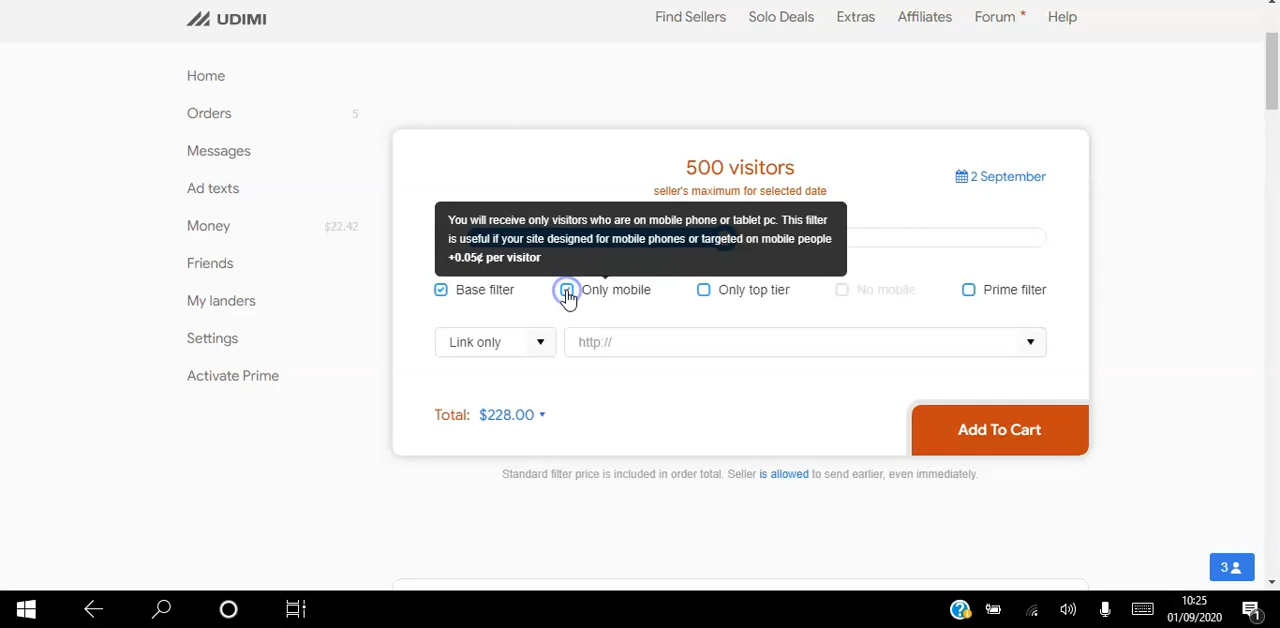 UDIMI
Find Sellers
Solo Deals
Extras
Affiliates
Forum *
Help
Home
Orders 5
Messages
Ad texts
Money $22.42
Friends
My landers
Settings
Activate Prime
500 visitors
seller's maximum for selected date
2 September
You will receive only visitors who are on mobile phone or tablet pc. This filter
is useful if your site designed for mobile phones or targeted on mobile people
+0.05¢ per visitor
Base filter
Only mobile
Only top tier
No mobile
Prime filter
Link only
http://
Total: $228.00
Add To Cart
Standard filter price is included in order total. Seller is allowed to send earlier, even immediately.
3
10:25
01/09/2020
1